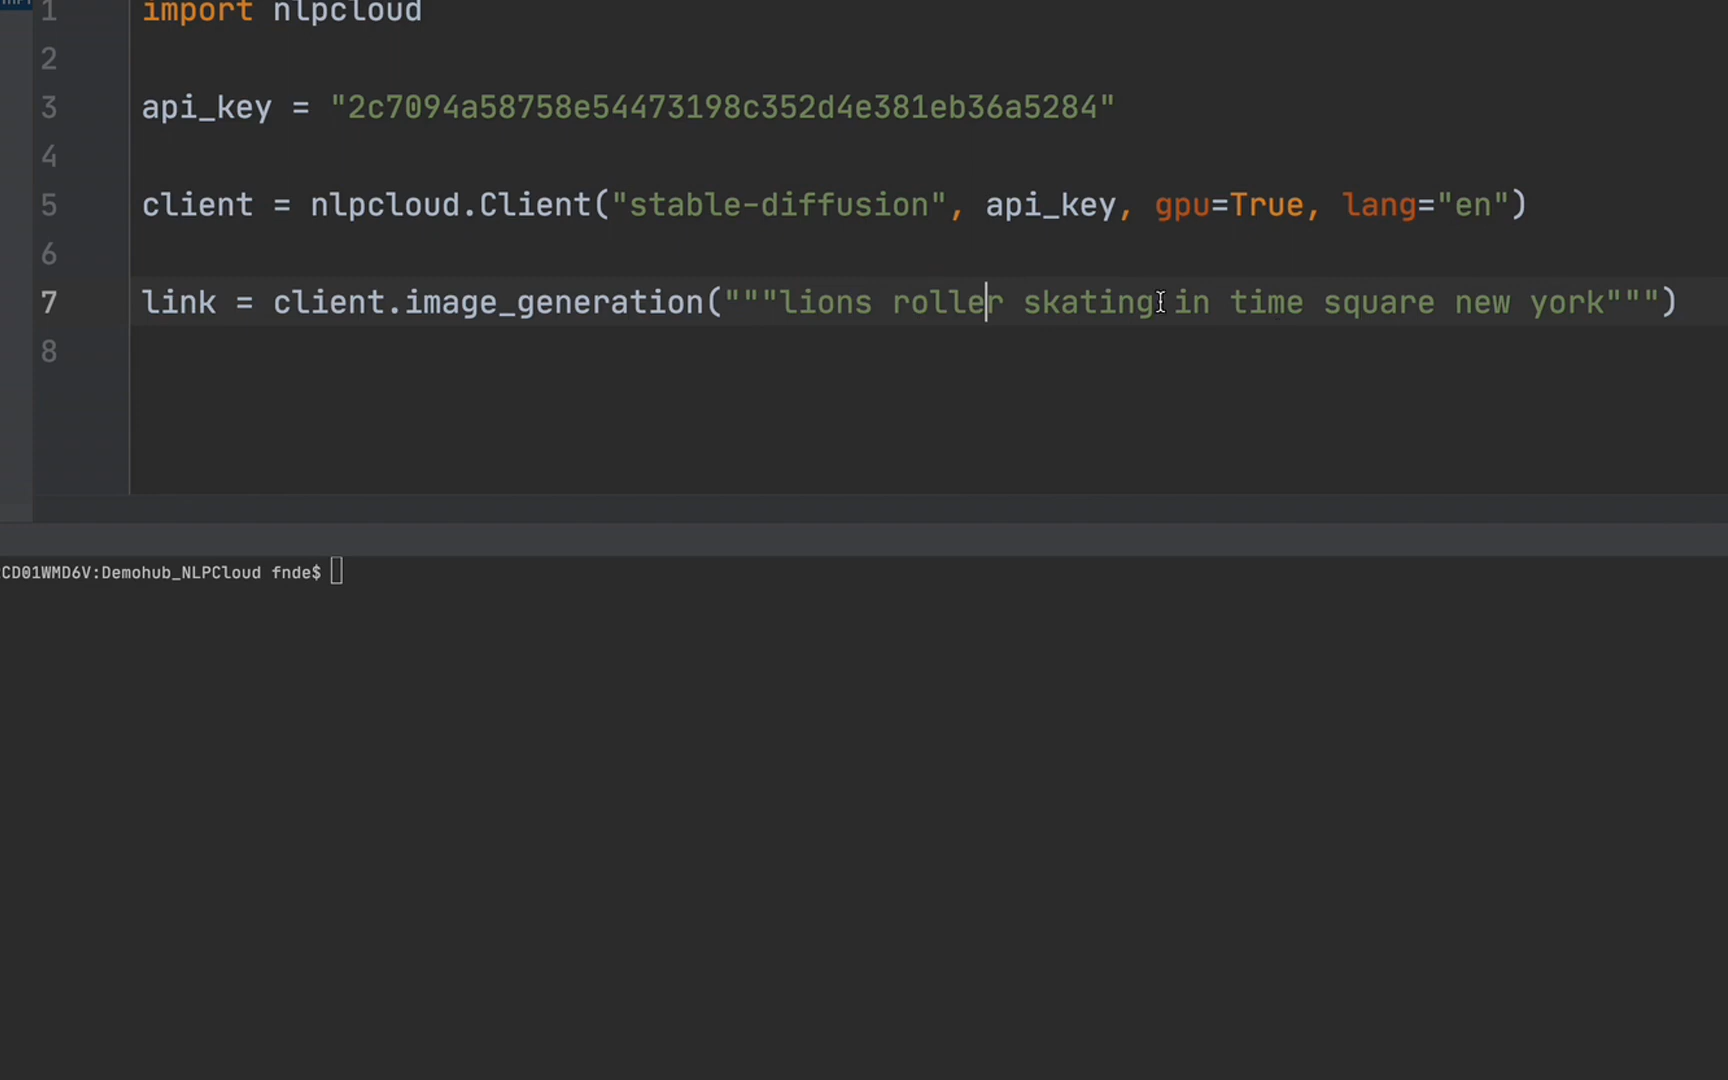 1 import nlpcloud
2
3 api_key = "2c7094a58758e54473198c352d4e381eb36a5284"
4
5 client = nlpcloud.Client("stable-diffusion", api_key, gpu=True, lang="en")
6
7 link = client.image_generation("""lions roller skating in time square new york""")
8
CD01WMD6V:Demohub_NLPCloud fnde$